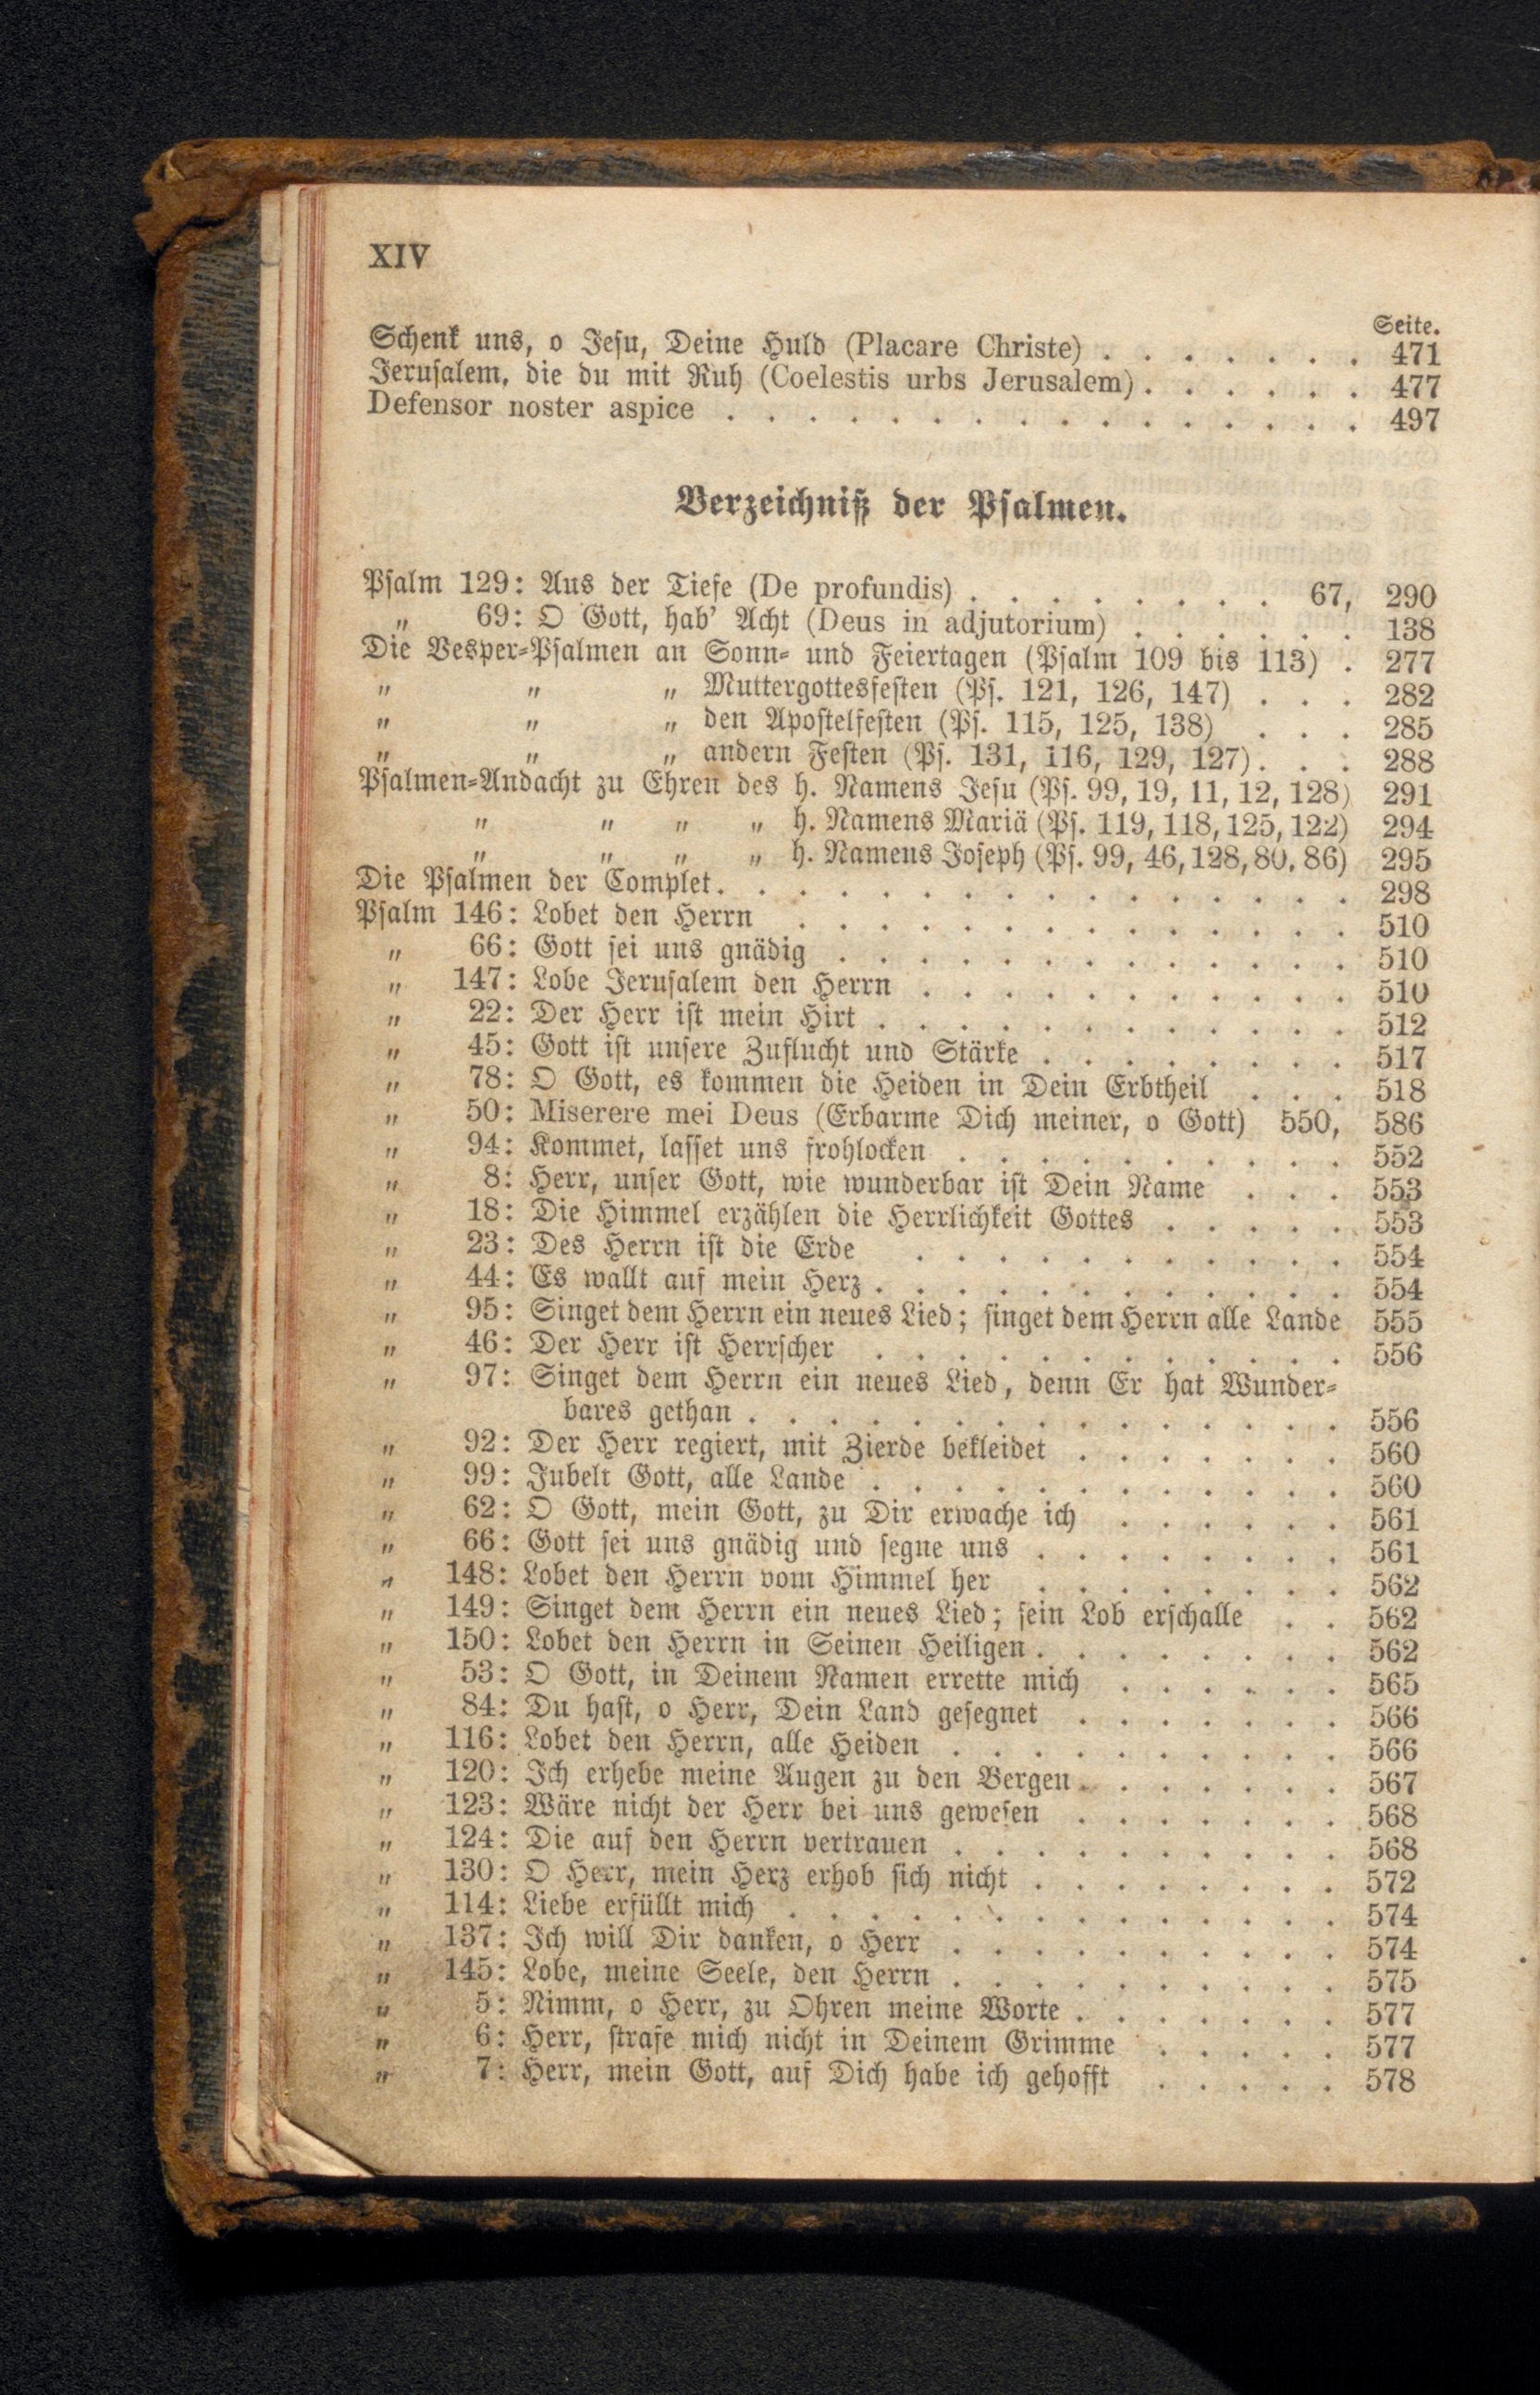 XIV
Seite.
Schenk uns, o Jesu, Deine Huld (Placare Christe) . . . . . . . 471
Jerusalem, die du mit Ruh (Coelestis urbs Jerusalem) . . . . . . 477
Defensor noster aspice . . . . . . . . . . . . . . . . 497
Verzeichniß der Psalmen.
Psalm 129: Aus der Tiefe (De profundis) . . . . . . . . 67, 290
„ 69: O Gott, hab' Acht (Deus in adjutorium) . . . . . . 138
Die Vesper-Psalmen an Sonn- und Feiertagen (Psalm 109 bis 113) . 277
„ „ „ Muttergottesfesten (Ps. 121, 126, 147) . . . 282
„ „ „ den Apostelfesten (Ps. 115, 125, 138) . . . 285
„ „ „ andern Festen (Ps. 131, 116, 129, 127) . . . 288
Psalmen-Andacht zu Ehren des h. Namens Jesu (Ps. 99, 19, 11, 12, 128) 291
„ „ „ „ h. Namens Mariä (Ps. 119, 118, 125, 122) 294
„ „ „ „ h. Namens Joseph (Ps. 99, 46, 128, 80, 86) 295
Die Psalmen der Complet . . . . . . . . . . . . . . . . 298
Psalm 146: Lobet den Herrn . . . . . . . . . . . . . . 510
„ 66: Gott sei uns gnädig . . . . . . . . . . . . . 510
„ 147: Lobe Jerusalem den Herrn . . . . . . . . . . . 510
„ 22: Der Herr ist mein Hirt . . . . . . . . . . . . 512
„ 45: Gott ist unsere Zuflucht und Stärke . . . . . . . . 517
„ 78: O Gott, es kommen die Heiden in Dein Erbtheil . . . 518
„ 50: Miserere mei Deus (Erbarme Dich meiner, o Gott) 550, 586
„ 94: Kommet, lasset uns frohlocken . . . . . . . . . . 552
„ 8: Herr, unser Gott, wie wunderbar ist Dein Name . . . 553
„ 18: Die Himmel erzählen die Herrlichkeit Gottes . . . . . 553
„ 23: Des Herrn ist die Erde . . . . . . . . . . . 554
„ 44: Es wallt auf mein Herz . . . . . . . . . . . . 554
„ 95: Singet dem Herrn ein neues Lied; singet dem Herrn alle Lande 555
„ 46: Der Herr ist Herrscher . . . . . . . . . . . . 556
„ 97: Singet dem Herrn ein neues Lied, denn Er hat Wunder-
bares gethan . . . . . . . . . . . . . . . 556
„ 92: Der Herr regiert, mit Zierde bekleidet . . . . . . . 560
„ 99: Jubelt Gott, alle Lande . . . . . . . . . . . . 560
„ 62: O Gott, mein Gott, zu Dir erwache ich . . . . . . 561
„ 66: Gott sei uns gnädig und segne uns . . . . . . . . 561
„ 148: Lobet den Herrn vom Himmel her . . . . . . . . 562
„ 149: Singet dem Herrn ein neues Lied; sein Lob erschalle . . 562
„ 150: Lobet den Herrn in Seinen Heiligen . . . . . . . . 562
„ 53: O Gott, in Deinem Namen errette mich . . . . . . 565
„ 84: Du hast, o Herr, Dein Land gesegnet . . . . . . . 566
„ 116: Lobet den Herrn, alle Heiden . . . . . . . . . . 566
„ 120: Ich erhebe meine Augen zu den Bergen . . . . . . . 567
„ 123: Wäre nicht der Herr bei uns gewesen . . . . . . . 568
„ 124: Die auf den Herrn vertrauen . . . . . . . . . . 568
„ 130: O Herr, mein Herz erhob sich nicht . . . . . . . . 572
„ 114: Liebe erfüllt mich . . . . . . . . . . . . . . 574
„ 137: Ich will Dir danken, o Herr . . . . . . . . . . 574
„ 145: Lobe, meine Seele, den Herrn . . . . . . . . . . 575
„ 5: Nimm, o Herr, zu Ohren meine Worte . . . . . . . 577
„ 6: Herr, strafe mich nicht in Deinem Grimme . . . . . 577
„ 7: Herr, mein Gott, auf Dich habe ich gehofft . . . . . 578